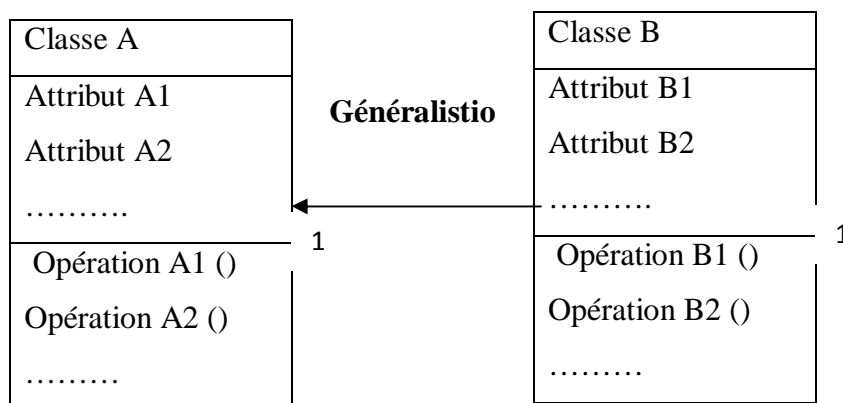 Classe A
Attribut A1
Attribut A2
……….
Opération A1 ()
Opération A2 ()
………
Généralistio
1
Classe B
Attribut B1
Attribut B2
……….
Opération B1 ()
Opération B2 ()
………
1